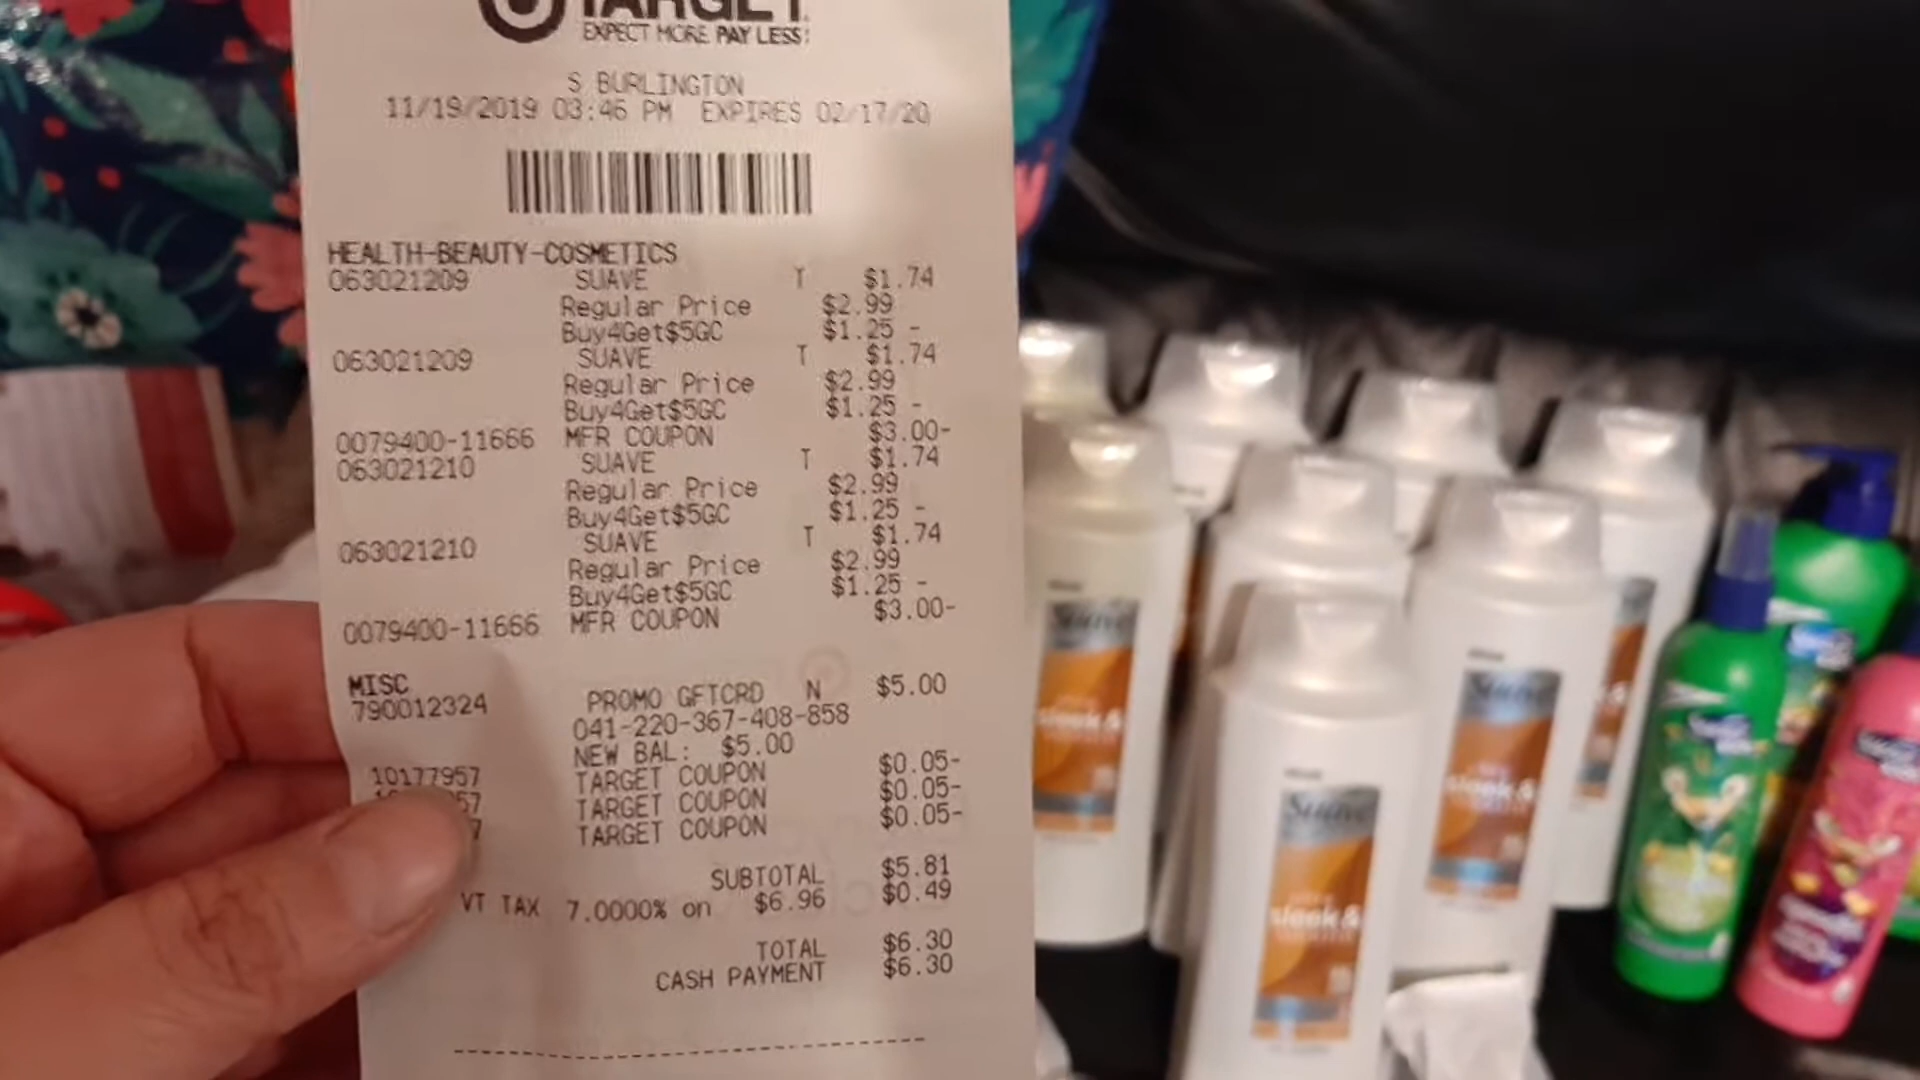 TARGET
EXPECT MORE PAY LESS.
S BURLINGTON
11/19/2019 03:46 PM EXPIRES 02/17/20
HEALTH-BEAUTY-COSMETICS
063021209 SUAVE T $1.74
Regular Price $2.99
Buy4Get$5GC $1.25 -
063021209 SUAVE T $1.74
Regular Price $2.99
Buy4Get$5GC $1.25 -
0079400-11666 MFR COUPON $3.00-
063021210 SUAVE T $1.74
Regular Price $2.99
Buy4Get$5GC $1.25 -
063021210 SUAVE T $1.74
Regular Price $2.99
Buy4Get$5GC $1.25 -
0079400-11666 MFR COUPON $3.00-
MISC
790012324 PROMO GFTCRD N $5.00
041-220-367-408-858
NEW BAL: $5.00
10177957 TARGET COUPON $0.05-
TARGET COUPON $0.05-
TARGET COUPON $0.05-
SUBTOTAL $5.81
VT TAX 7.0000% on $6.96 $0.49
TOTAL $6.30
CASH PAYMENT $6.30
Suave
sleek&
Suave
sleek&
Suave
sleek&